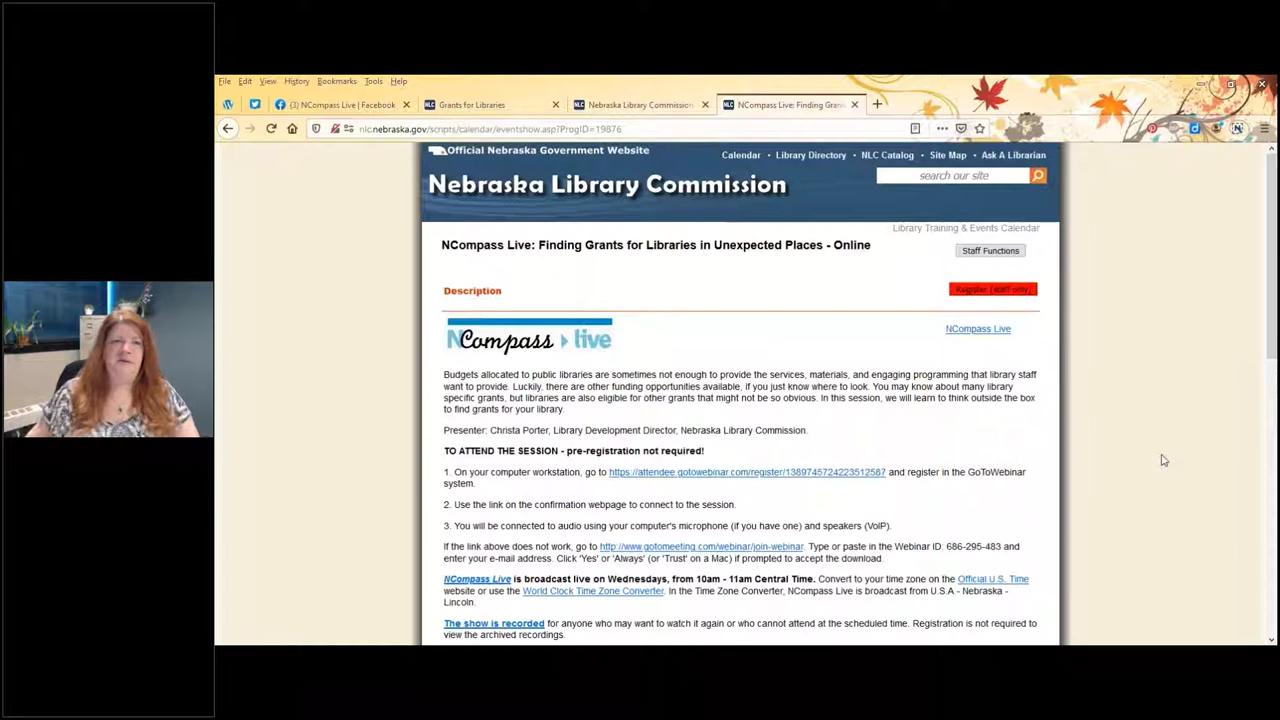 File Edit View History Bookmarks Tools Help
(3) NCompass Live | Facebook
NLC Grants for Libraries
NLC Nebraska Library Commission
NLC NCompass Live: Finding Grant
nlc.nebraska.gov/scripts/calendar/eventshow.asp?ProgID=19876
Official Nebraska Government Website
Calendar • Library Directory • NLC Catalog • Site Map • Ask A Librarian
Nebraska Library Commission
search our site
Library Training & Events Calendar
NCompass Live: Finding Grants for Libraries in Unexpected Places - Online
Staff Functions
Description
Register (staff only)
NCompass live
NCompass Live
Budgets allocated to public libraries are sometimes not enough to provide the services, materials, and engaging programming that library staff
want to provide. Luckily, there are other funding opportunities available, if you just know where to look. You may know about many library
specific grants, but libraries are also eligible for other grants that might not be so obvious. In this session, we will learn to think outside the box
to find grants for your library.
Presenter: Christa Porter, Library Development Director, Nebraska Library Commission.
TO ATTEND THE SESSION - pre-registration not required!
1. On your computer workstation, go to https://attendee.gotowebinar.com/register/1389745724223512587 and register in the GoToWebinar
system.
2. Use the link on the confirmation webpage to connect to the session.
3. You will be connected to audio using your computer's microphone (if you have one) and speakers (VoIP).
If the link above does not work, go to http://www.gotomeeting.com/webinar/join-webinar. Type or paste in the Webinar ID: 686-295-483 and
enter your e-mail address. Click 'Yes' or 'Always' (or 'Trust' on a Mac) if prompted to accept the download.
NCompass Live is broadcast live on Wednesdays, from 10am - 11am Central Time. Convert to your time zone on the Official U.S. Time
website or use the World Clock Time Zone Converter. In the Time Zone Converter, NCompass Live is broadcast from U.S.A - Nebraska -
Lincoln.
The show is recorded for anyone who may want to watch it again or who cannot attend at the scheduled time. Registration is not required to
view the archived recordings.